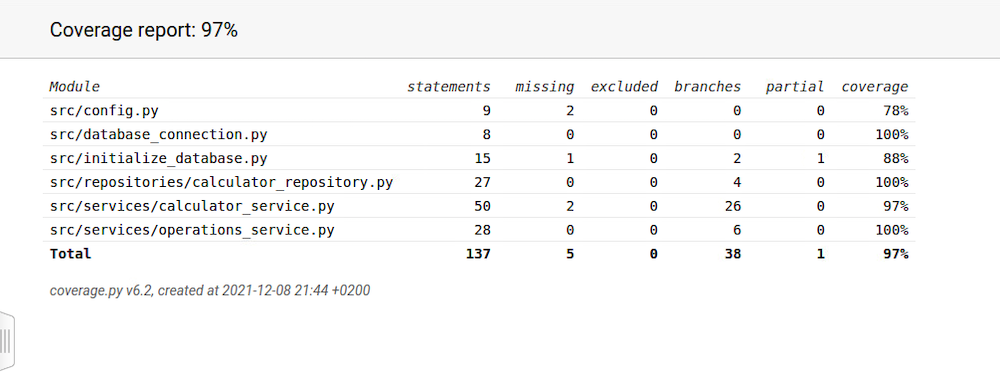 Coverage report: 97%
Module statements missing excluded branches partial coverage
src/config.py 9 2 0 0 0 78%
src/database_connection.py 8 0 0 0 0 100%
src/initialize_database.py 15 1 0 2 1 88%
src/repositories/calculator_repository.py 27 0 0 4 0 100%
src/services/calculator_service.py 50 2 0 26 0 97%
src/services/operations_service.py 28 0 0 6 0 100%
Total 137 5 0 38 1 97%
coverage.py v6.2, created at 2021-12-08 21:44 +0200